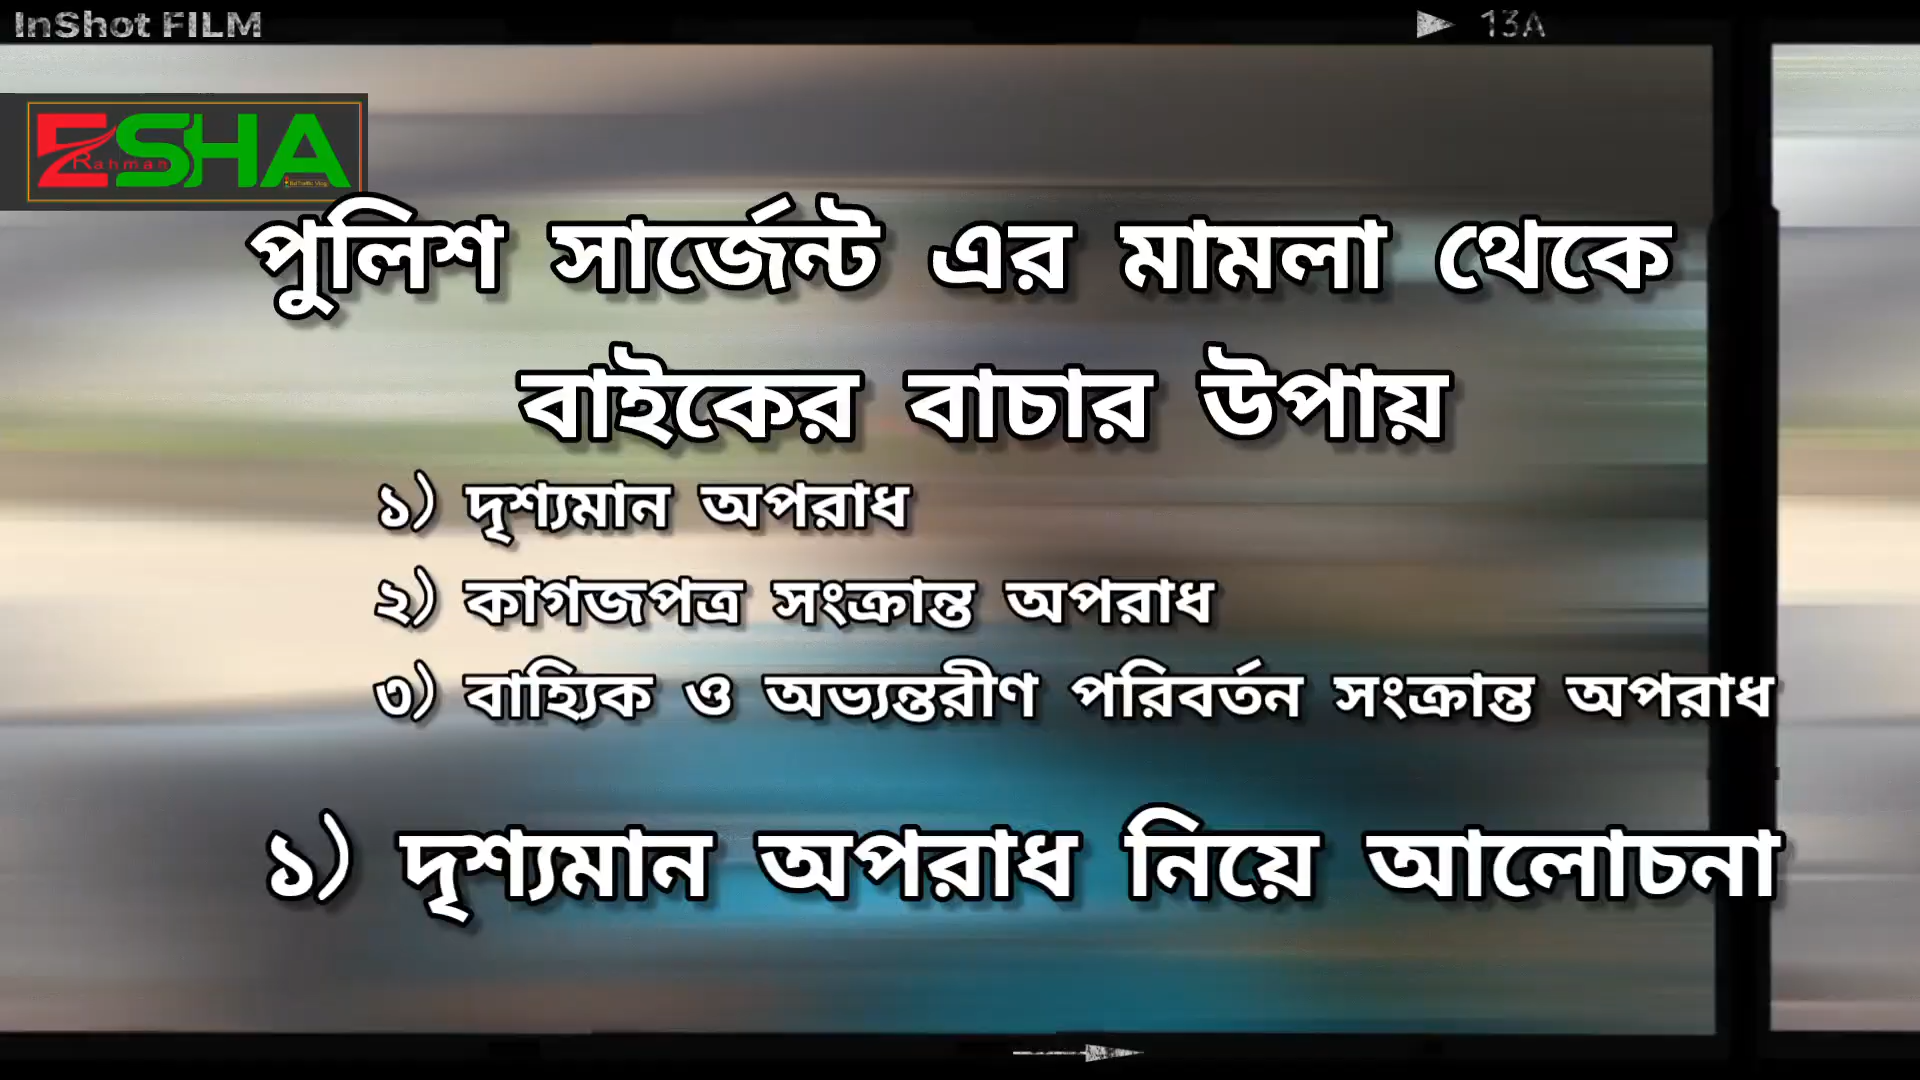 InShot FILM
13A
ESHA
Rahman
পুলিশ সার্জেন্ট এর মামলা থেকে
বাইকের বাচার উপায়
১) দৃশ্যমান অপরাধ
২) কাগজপত্র সংক্রান্ত অপরাধ
৩) বাহ্যিক ও অভ্যন্তরীণ পরিবর্তন সংক্রান্ত অপরাধ
১) দৃশ্যমান অপরাধ নিয়ে আলোচনা